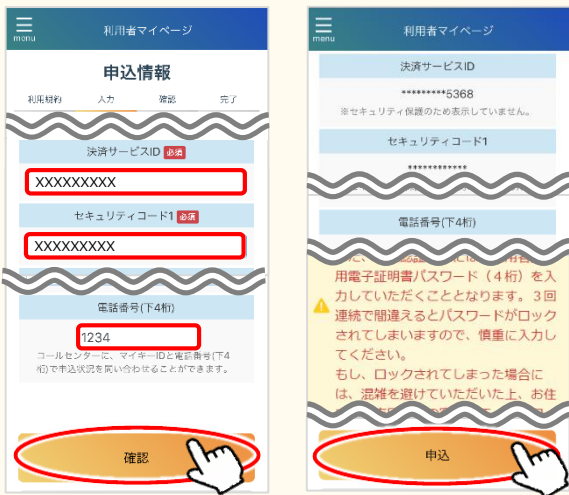 menu
利用者マイページ
申込情報
利用規約 入力 確認 完了
決済サービスID 必須
XXXXXXXXX
セキュリティコード1 必須
XXXXXXXXX
電話番号(下4桁)
1234
コールセンターに、マイキーIDと電話番号(下4
桁)で申込状況を問い合わせることができます。
確認
menu
利用者マイページ
決済サービスID
*********5368
※セキュリティ保護のため表示していません。
セキュリティコード1
************
電話番号(下4桁)
用電子証明書パスワード（4桁）を入
力していただくこととなります。３回
連続で間違えるとパスワードがロック
されてしまいますので、慎重に入力し
てください。
もし、ロックされてしまった場合に
は、混雑を避けていただいた上、お住
申込